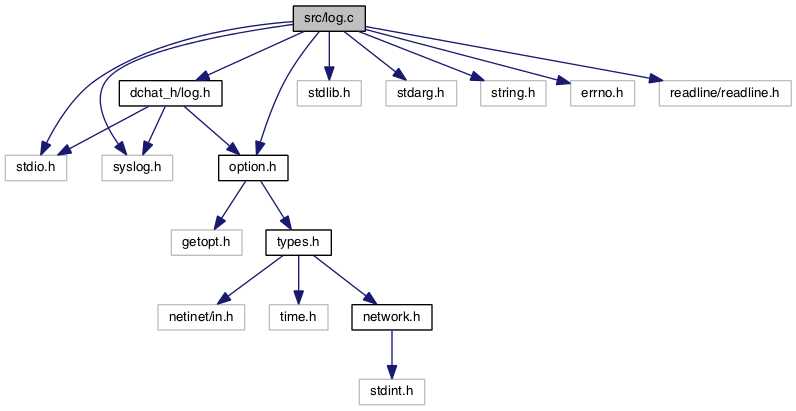 src/log.c
dchat_h/log.h
stdlib.h
stdarg.h
string.h
errno.h
readline/readline.h
stdio.h
syslog.h
option.h
getopt.h
types.h
netinet/in.h
time.h
network.h
stdint.h